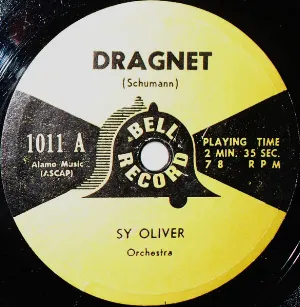 DRAGNET
(Schumann)
1011 A
Alamo Music
(ASCAP)
BELL
RECORD
PLAYING TIME
2 MIN. 35 SEC.
78 RPM
SY OLIVER
Orchestra